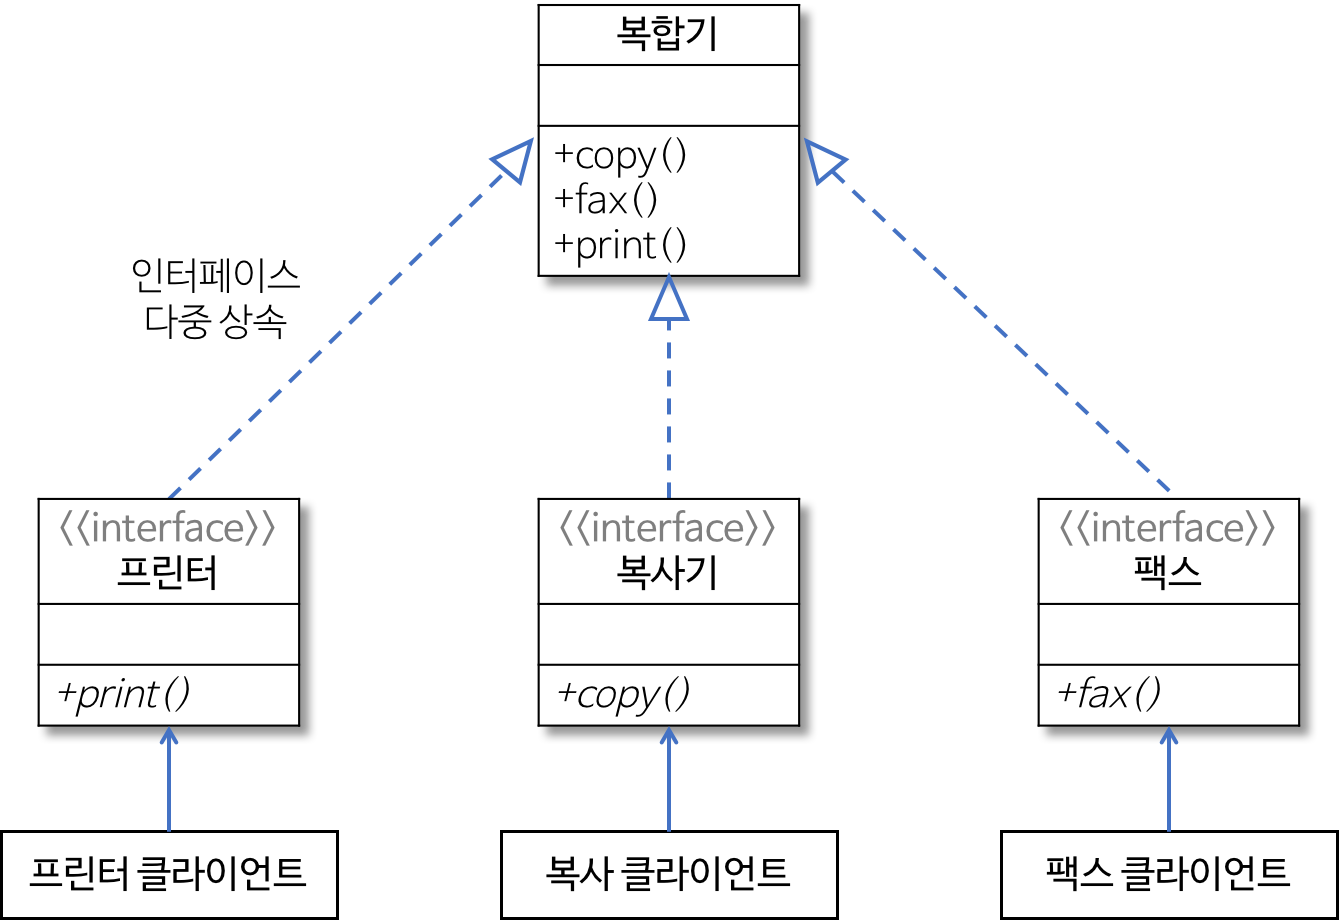 복합기
+copy()
+fax()
+print()
인터페이스
다중 상속
<<interface>>
프린터
+print()
<<interface>>
복사기
+copy()
<<interface>>
팩스
+fax()
프린터 클라이언트
복사 클라이언트
팩스 클라이언트